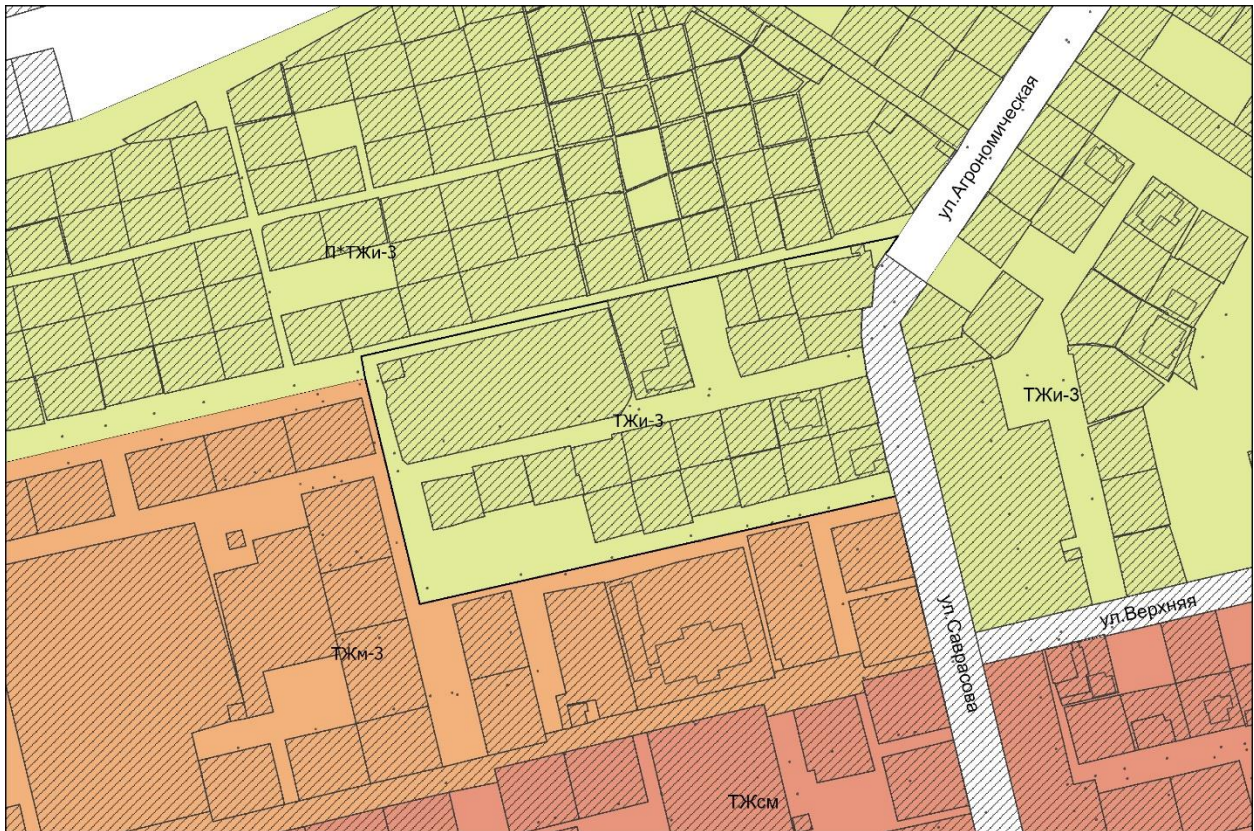 ул.Агрономическая
П*ТЖи-3
ТЖи-3
ТЖи-3
ул.Верхняя
ул.Саврасова
ТЖм-3
ТЖсм